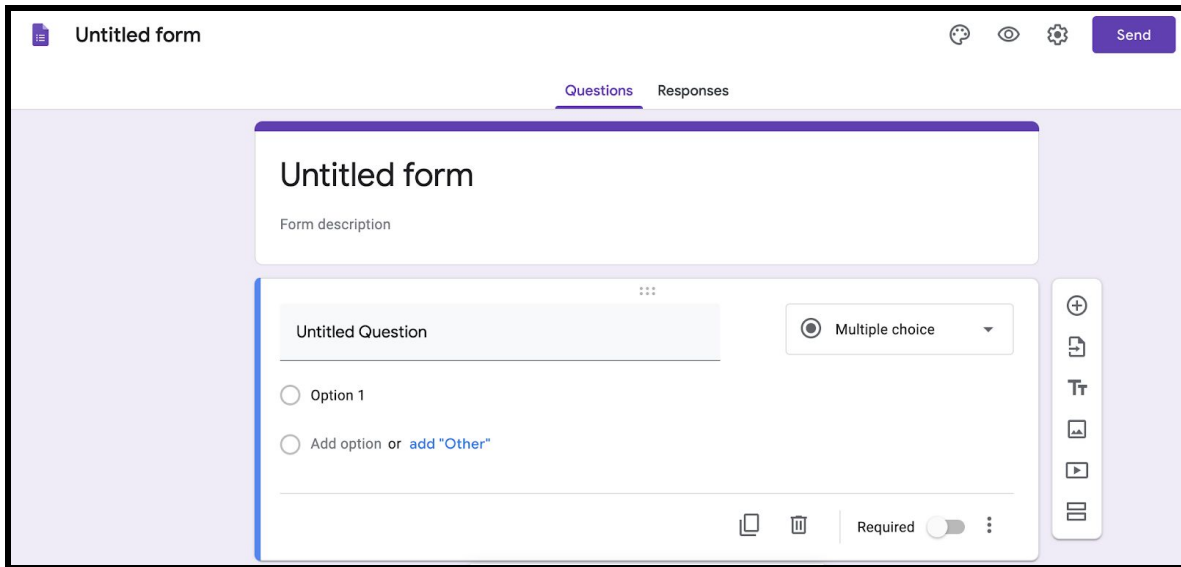 Untitled form
Send
Questions Responses
Untitled form
Form description
Untitled Question
Multiple choice
Option 1
Tт
Add option or add "Other"
Required